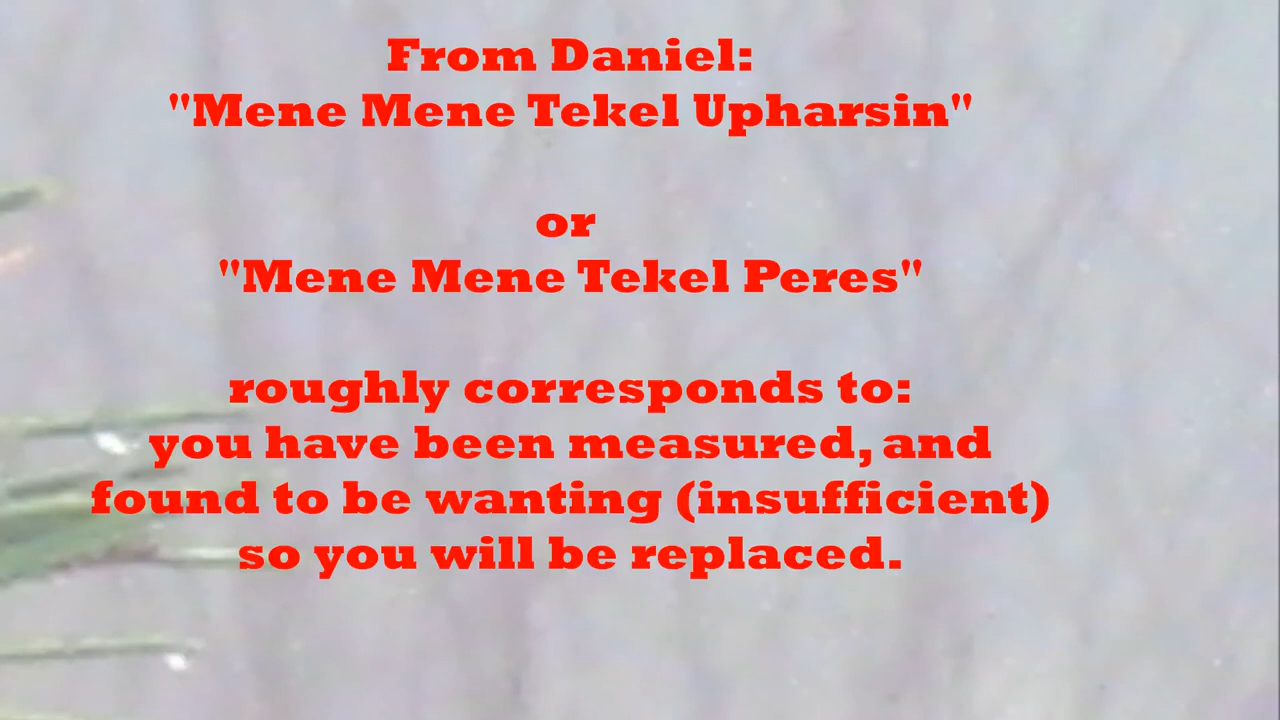 From Daniel:
"Mene Mene Tekel Upharsin"
or
"Mene Mene Tekel Peres"
roughly corresponds to:
you have been measured, and
found to be wanting (insufficient)
so you will be replaced.